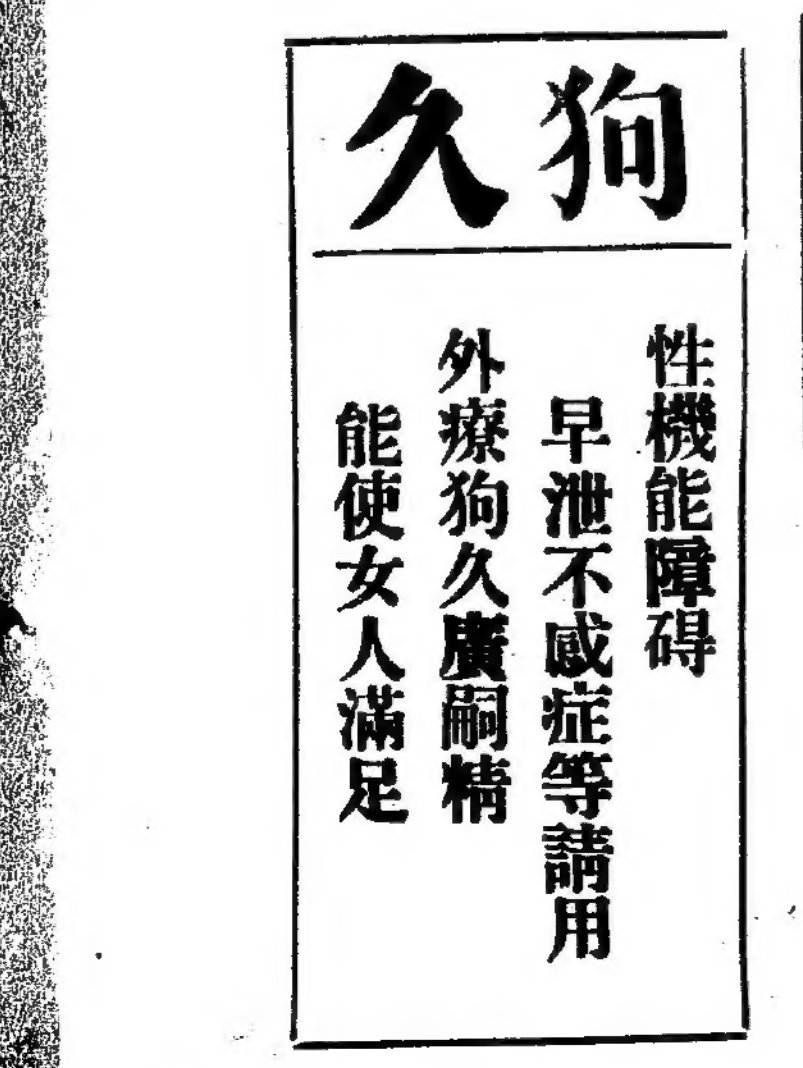 狗久
性機能障碍
早泄不感症等請用
外療狗久廣嗣精
能使女人滿足